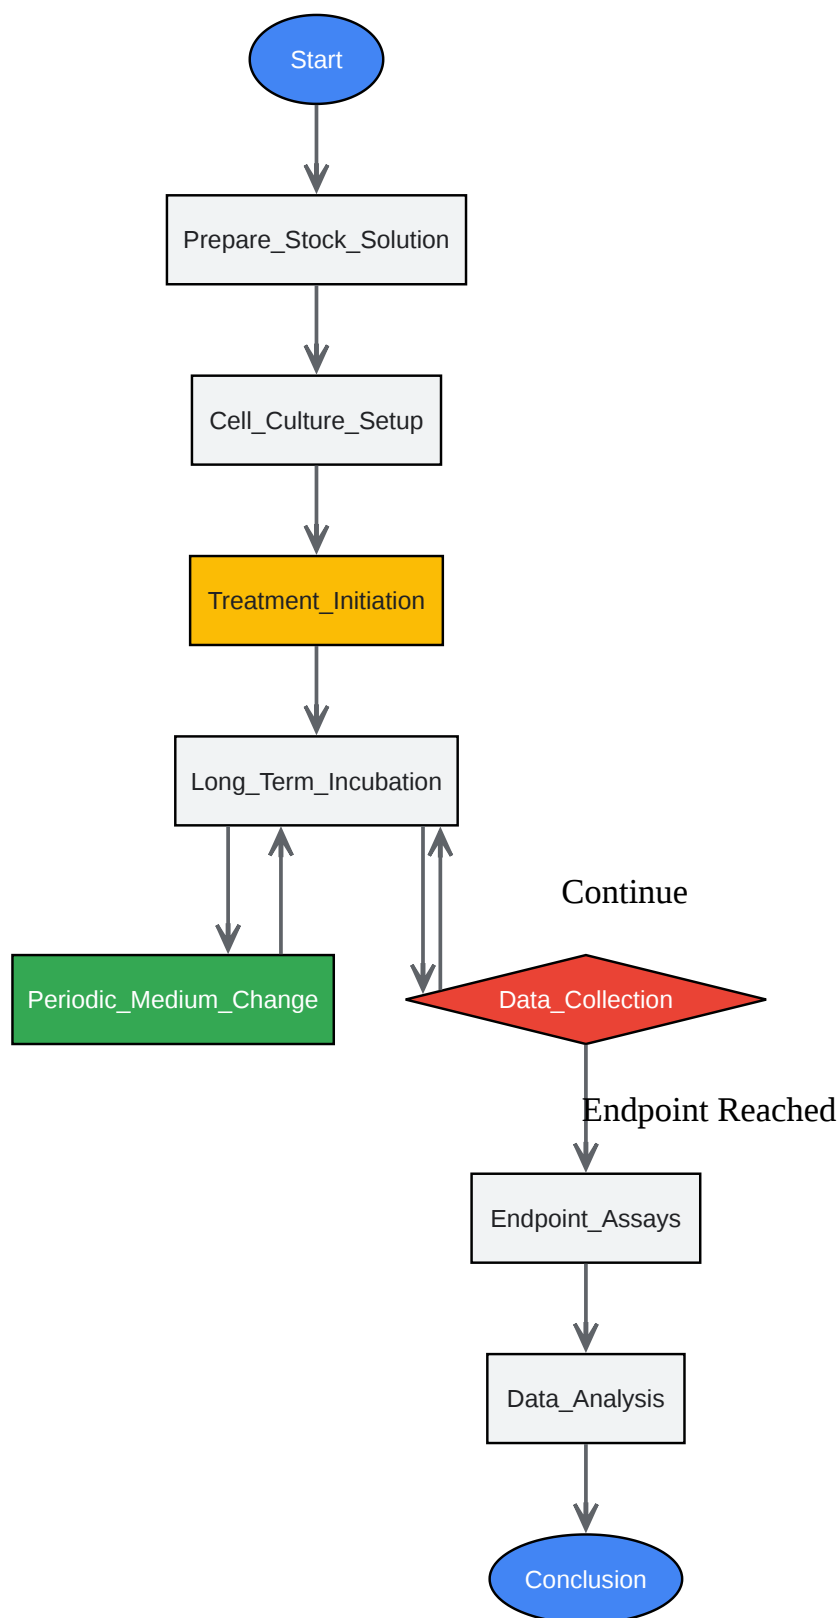 Start
Prepare_Stock_Solution
Cell_Culture_Setup
Treatment_Initiation
Long_Term_Incubation
Continue
Periodic_Medium_Change
Data_Collection
Endpoint Reached
Endpoint_Assays
Data_Analysis
Conclusion